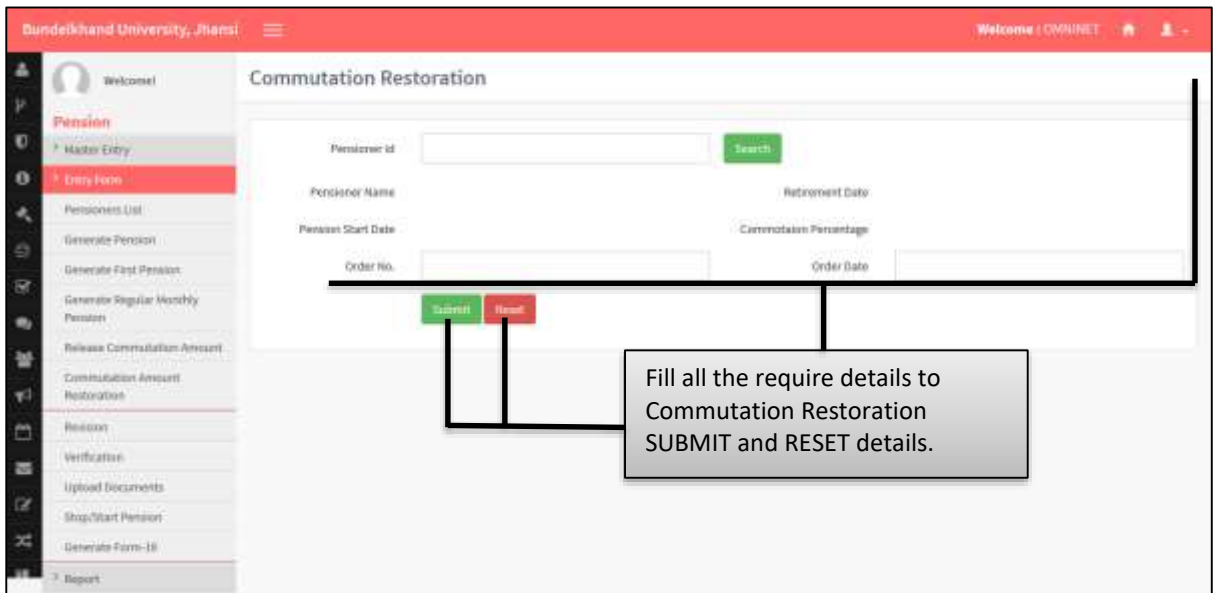 Bundelkhand University, Jhansi
Welcome : OMNINET
Welcome!
Commutation Restoration
Pension
Master Entry
Entry Form
Pensioners List
Generate Pension
Generate First Pension
Generate Regular Monthly
Pension
Release Commutation Amount
Commutation Amount
Restoration
Revision
Verification
Upload Documents
Stop/Start Pension
Generate Form-16
Report
Pensioner Id
Search
Pensioner Name
Retirement Date
Pension Start Date
Commotaion Percentage
Order No.
Order Date
Submit
Reset
Fill all the require details to
Commutation Restoration
SUBMIT and RESET details.